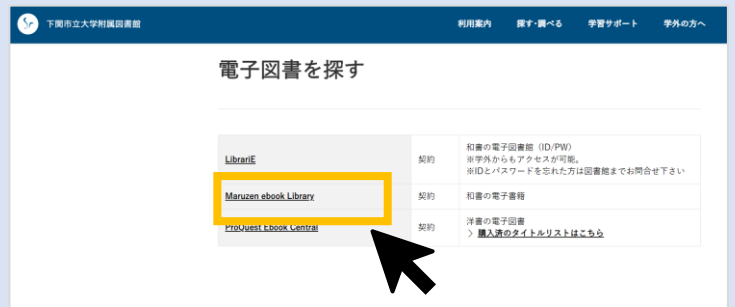 下関市立大学附属図書館
利用案内 探す・調べる 学習サポート 学外の方へ
電子図書を探す
LibrariE 契約 和書の電子図書館（ID/PW）
※学外からもアクセスが可能。
※IDとパスワードを忘れた方は図書館までお問合せ下さい
Maruzen ebook Library 契約 和書の電子書籍
ProQuest Ebook Central 契約 洋書の電子図書
〉購入済のタイトルリストはこちら